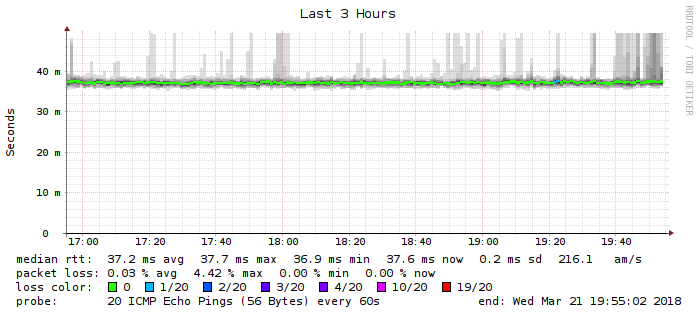 Last 3 Hours
RRDTOOL / TOBI OETIKER
Seconds
40 m
30 m
20 m
10 m
0
17:00 17:20 17:40 18:00 18:20 18:40 19:00 19:20 19:40
median rtt: 37.2 ms avg 37.7 ms max 36.9 ms min 37.6 ms now 0.2 ms sd 216.1 am/s
packet loss: 0.03 % avg 4.42 % max 0.00 % min 0.00 % now
loss color: 0 1/20 2/20 3/20 4/20 10/20 19/20
probe: 20 ICMP Echo Pings (56 Bytes) every 60s end: Wed Mar 21 19:55:02 2018